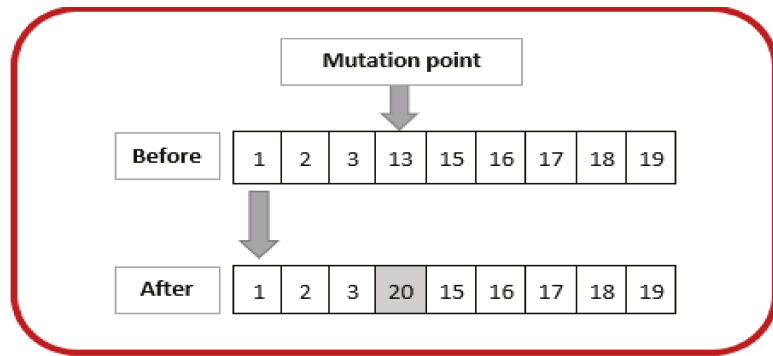 Mutation point
Before 1 2 3 13 15 16 17 18 19
After 1 2 3 20 15 16 17 18 19